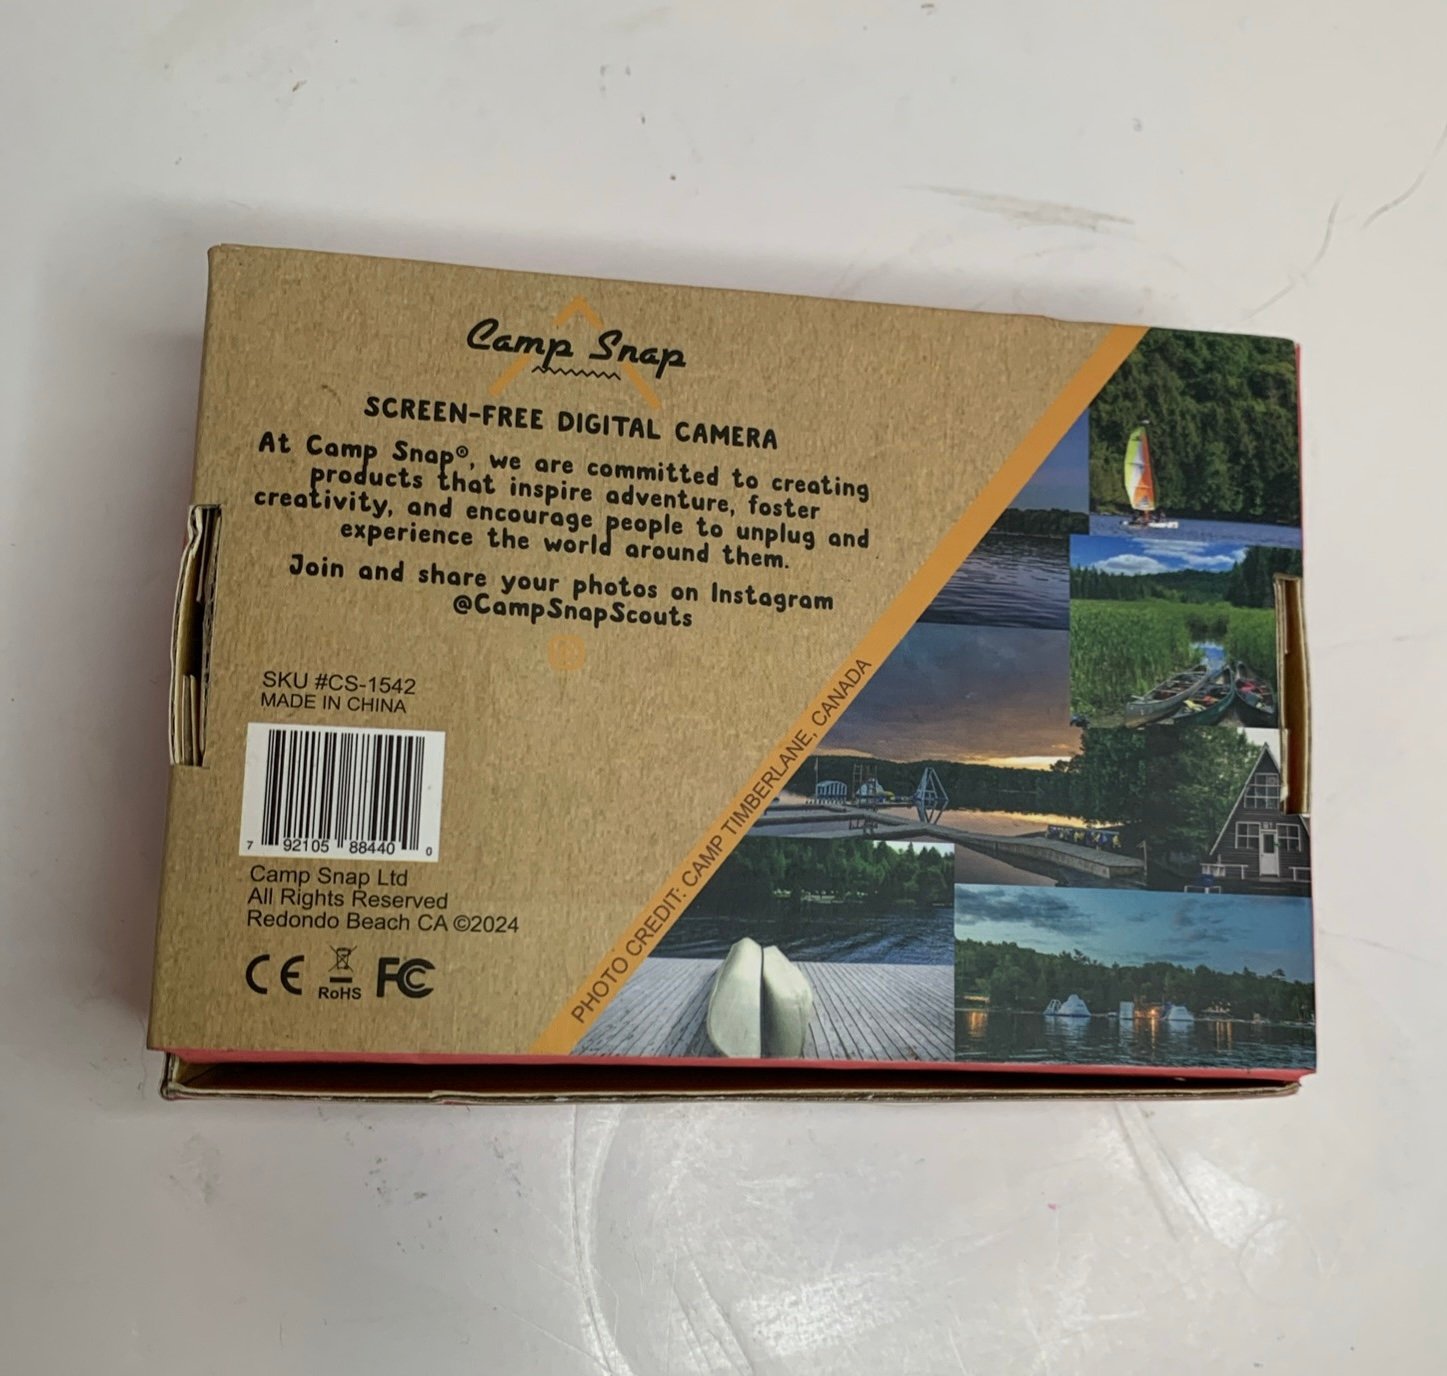 Camp Snap
SCREEN-FREE DIGITAL CAMERA
At Camp Snap®, we are committed to creating
products that inspire adventure, foster
creativity, and encourage people to unplug and
experience the world around them.
Join and share your photos on Instagram
@CampSnapScouts
SKU #CS-1542
MADE IN CHINA
7 92105 88440 0
Camp Snap Ltd
All Rights Reserved
Redondo Beach CA ©2024
CE RoHS FC
PHOTO CREDIT: CAMP TIMBERLANE, CANADA